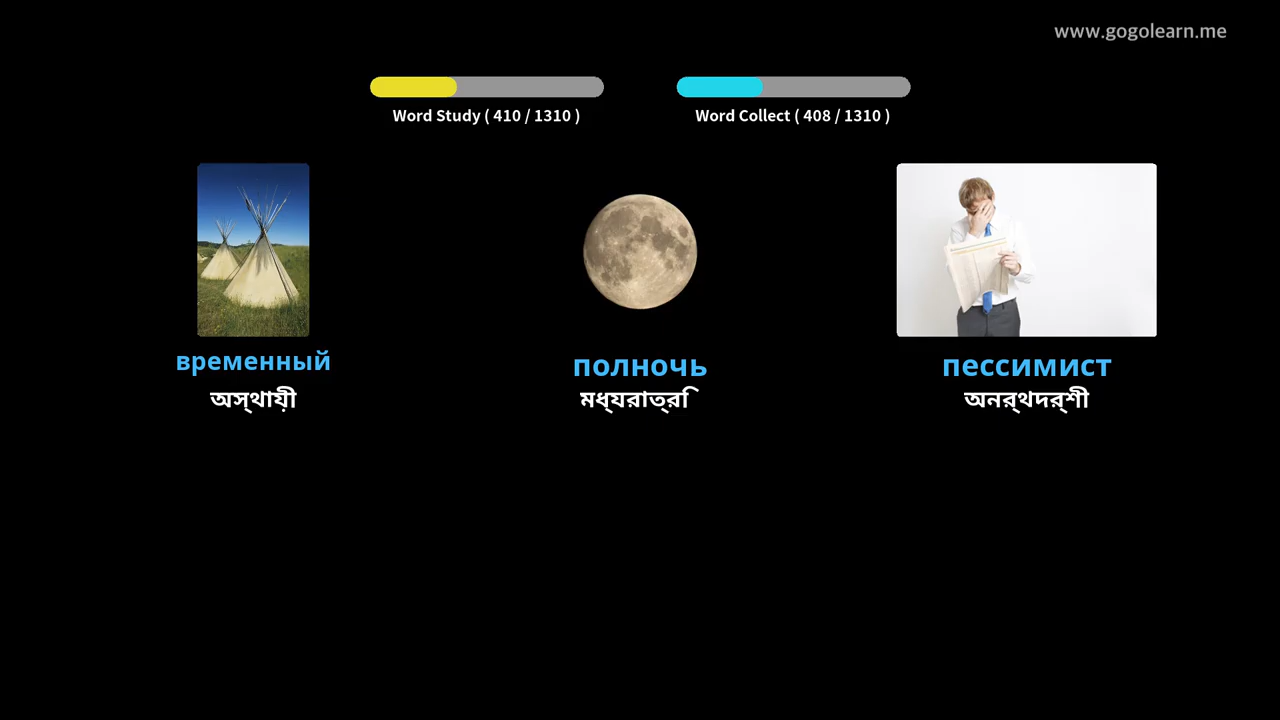 www.gogolearn.me
Word Study ( 410 / 1310 )
Word Collect ( 408 / 1310 )
временный
অস্থায়ী
полночь
মধ্যরাত্রি
пессимист
অনর্থদর্শী